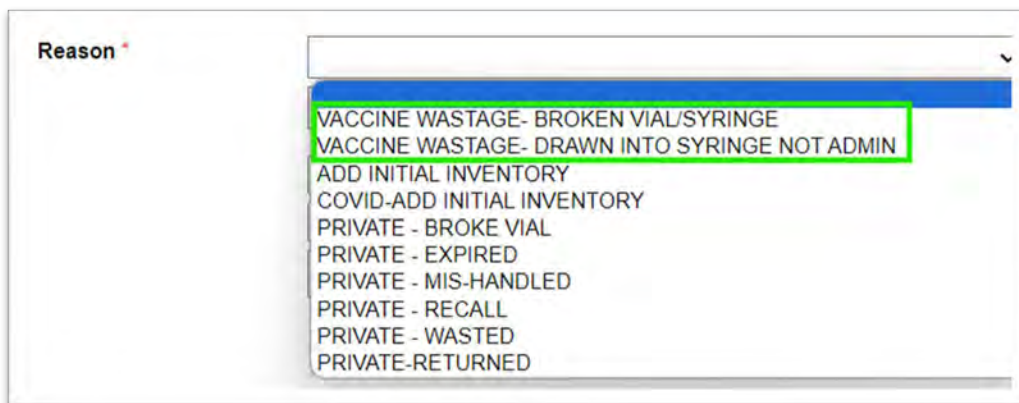 Reason *
VACCINE WASTAGE- BROKEN VIAL/SYRINGE
VACCINE WASTAGE- DRAWN INTO SYRINGE NOT ADMIN
ADD INITIAL INVENTORY
COVID-ADD INITIAL INVENTORY
PRIVATE - BROKE VIAL
PRIVATE - EXPIRED
PRIVATE - MIS-HANDLED
PRIVATE - RECALL
PRIVATE - WASTED
PRIVATE-RETURNED